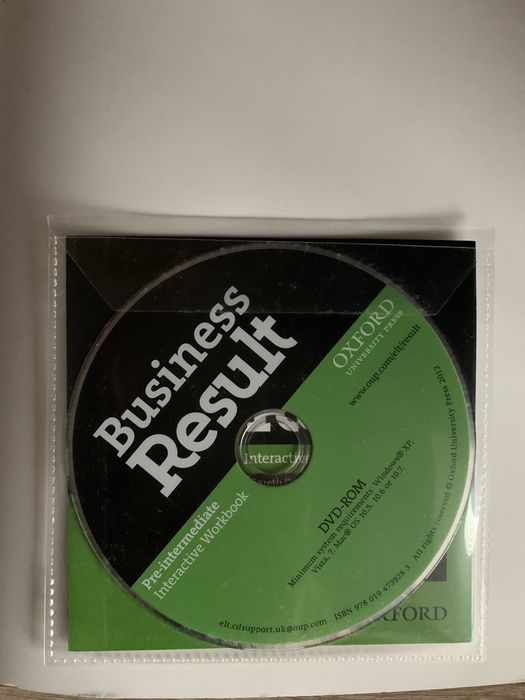 Business
Result
Pre-intermediate
Interactive Workbook
OXFORD
UNIVERSITY PRESS
www.oup.com/elt/result
Interactive
DVD-ROM
Minimum system requirements: Windows® XP,
Vista, 7. Mac® OS 10.5, 10.6 or 10.7.
elt.cdsupport.uk@oup.com ISBN 978 019 473928 3 All rights reserved © Oxford University Press 2012
OXFORD